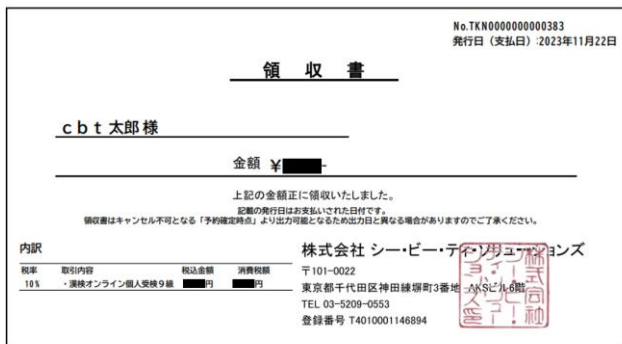 No.TKN0000000000383
発行日（支払日）：2023年11月22日
領 収 書
ｃｂｔ 太郎 様
金額 ¥ -
上記の金額正に領収いたしました。
記載の発行日はお支払いされた日付です。
領収書はキャンセル不可となる「予約確定時点」より出力可能となるため出力日と異なる場合がありますのでご了承ください。
内訳
税率 取引内容 税込金額 消費税額
10% ・漢検オンライン個人受検９級 円 円
株式会社 シー・ビー・ティ・ソリューションズ
〒101-0022
東京都千代田区神田練塀町3番地 AKSビル6階
TEL 03-5209-0553
登録番号 T4010001146894